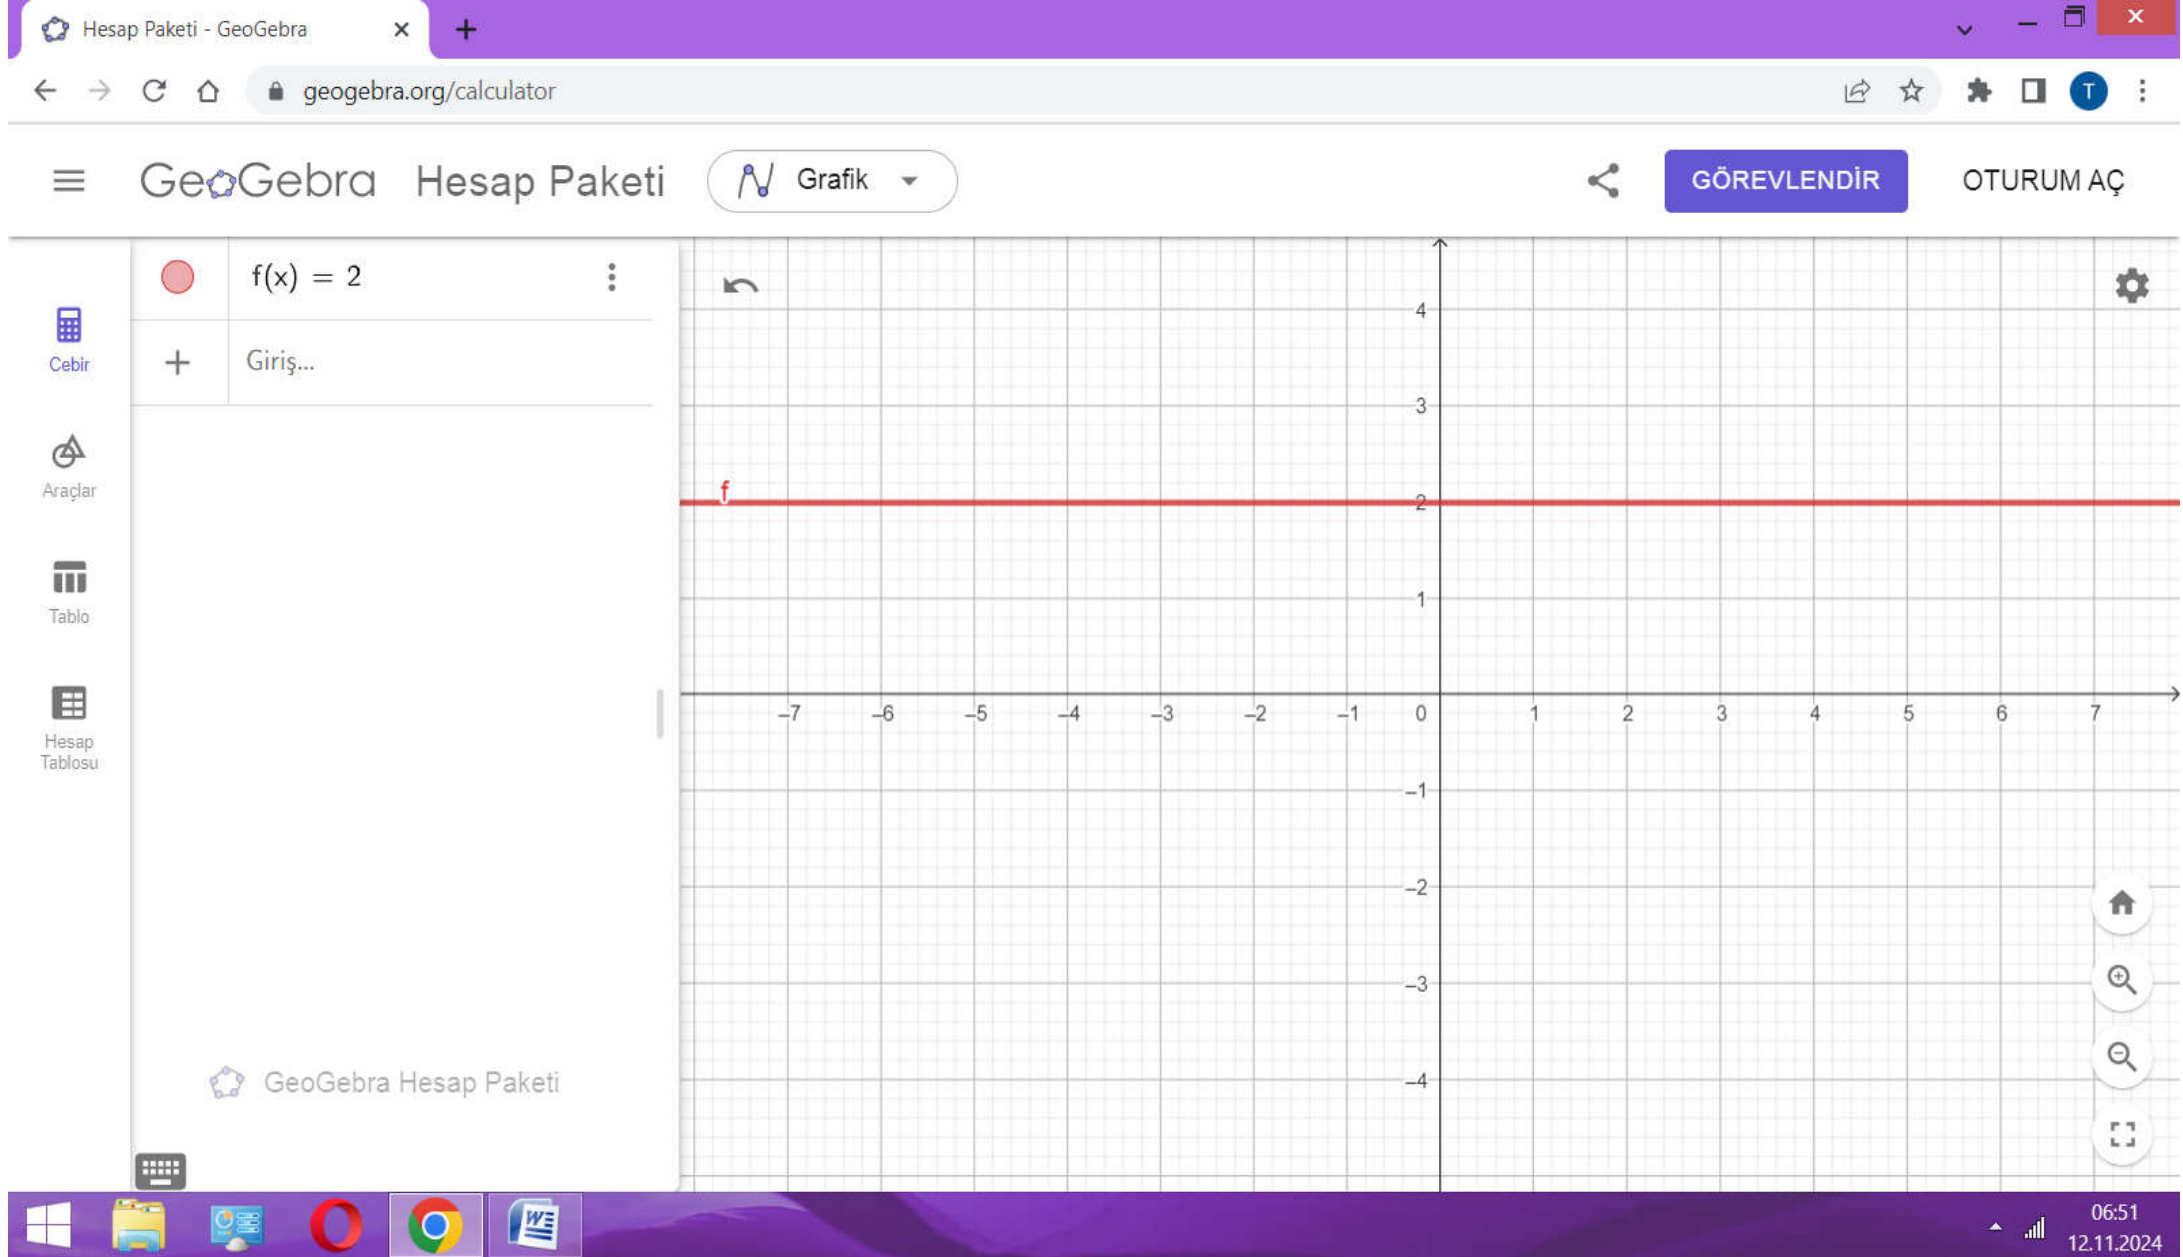 Hesap Paketi - GeoGebra
geogebra.org/calculator
T
GeoGebra Hesap Paketi
Grafik
GÖREVLENDİR
OTURUM AÇ
Cebir
Araçlar
Tablo
Hesap
Tablosu
f(x) = 2
Giriş...
GeoGebra Hesap Paketi
f
4
3
2
1
–7 –6 –5 –4 –3 –2 –1 0 1 2 3 4 5 6 7
–1
–2
–3
–4
W
06:51
12.11.2024